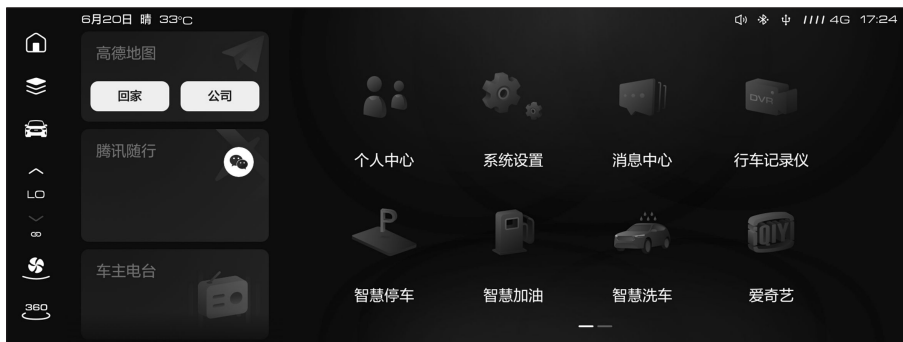 6月20日 晴 33°C
4G 17:24
高德地图
回家 公司
腾讯随行
LO
车主电台
360
DVR
个人中心 系统设置 消息中心 行车记录仪
P
QIY
智慧停车 智慧加油 智慧洗车 爱奇艺